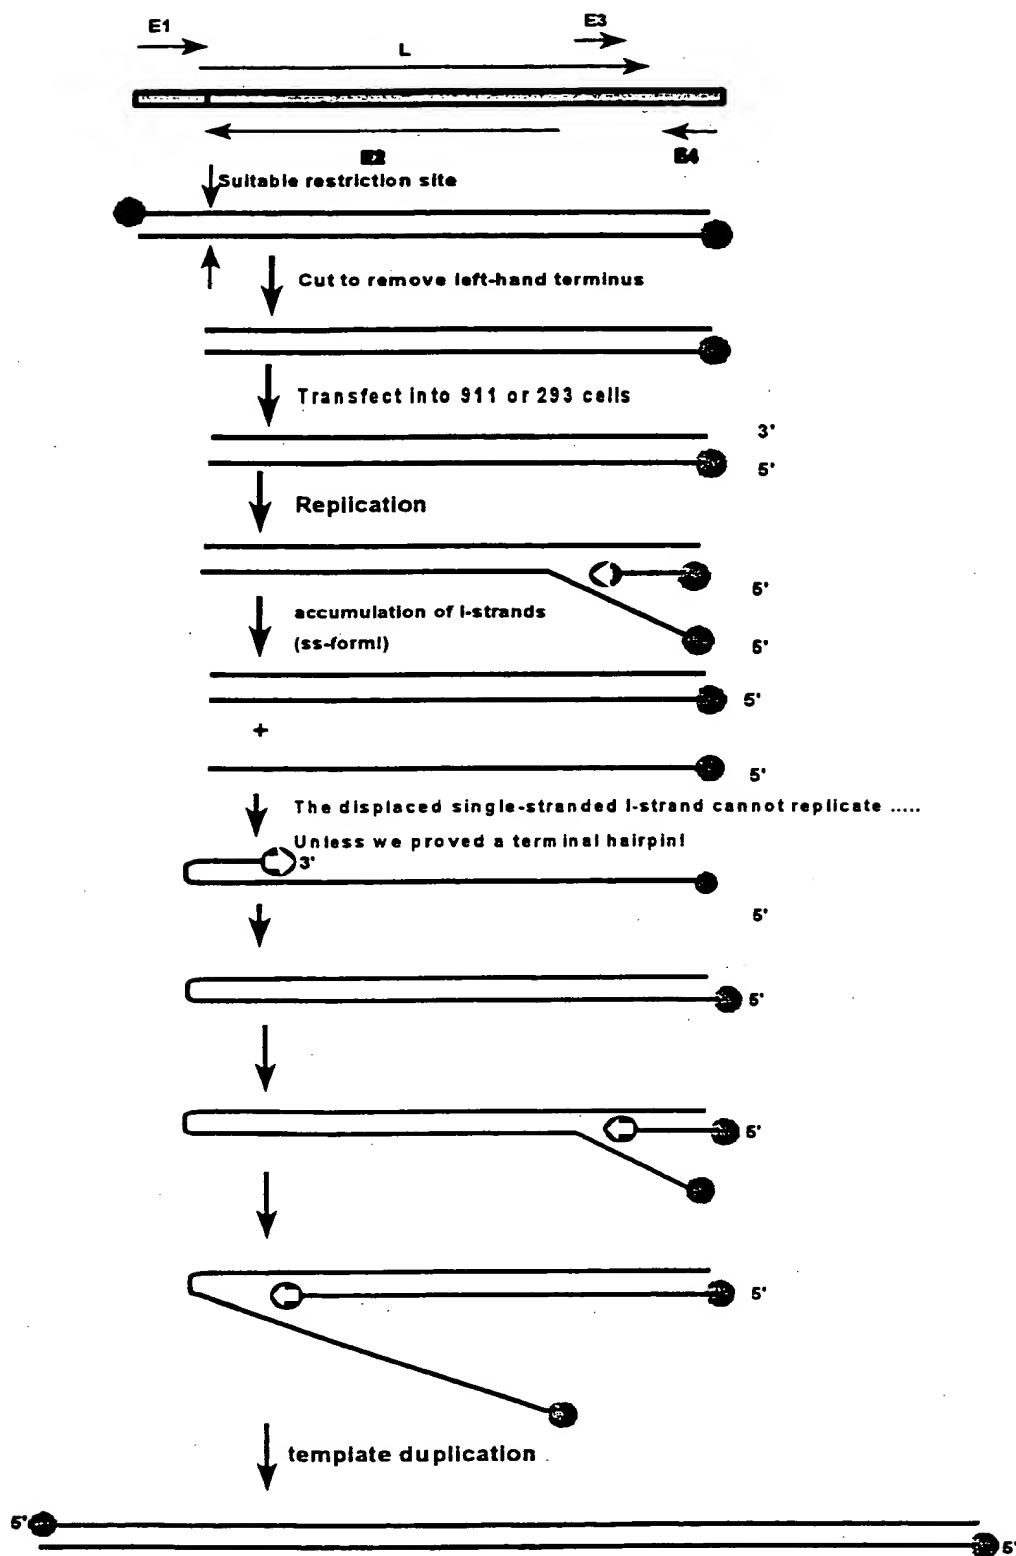 E1
E3
L
E2
E4
Suitable restriction site
Cut to remove left-hand terminus
Transfect into 911 or 293 cells
3'
5'
Replication
5'
accumulation of l-strands
5'
(ss-form!)
5'
+
5'
The displaced single-stranded l-strand cannot replicate .....
Unless we proved a terminal hairpin!
3'
5'
5'
5'
5'
template duplication
5'
5'